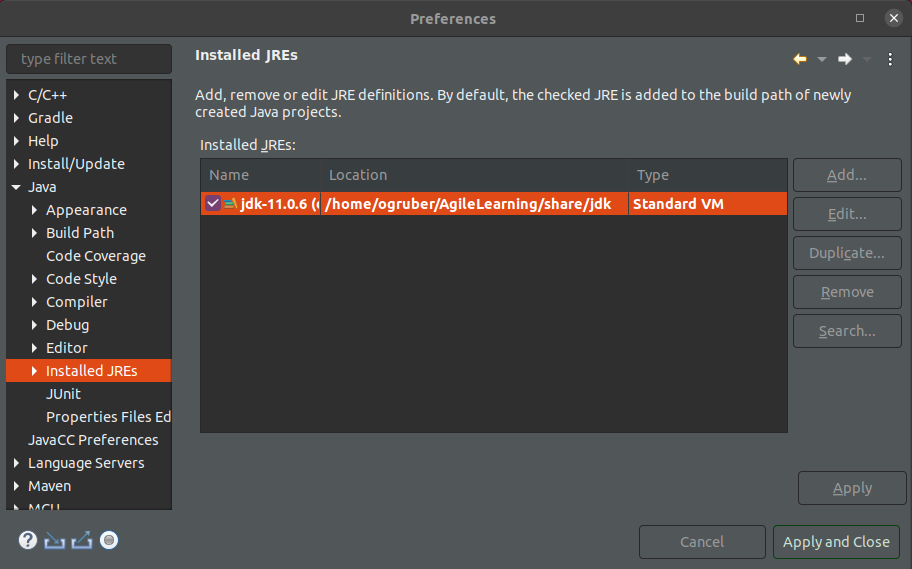 Preferences
type filter text
C/C++
Gradle
Help
Install/Update
Java
Appearance
Build Path
Code Coverage
Code Style
Compiler
Debug
Editor
Installed JREs
JUnit
Properties Files Ed
JavaCC Preferences
Language Servers
Maven
MCU
Installed JREs
Add, remove or edit JRE definitions. By default, the checked JRE is added to the build path of newly
created Java projects.
Installed JREs:
Name Location Type
jdk-11.0.6 (d /home/ogruber/AgileLearning/share/jdk Standard VM
Add...
Edit...
Duplicate...
Remove
Search...
Apply
?
Cancel
Apply and Close